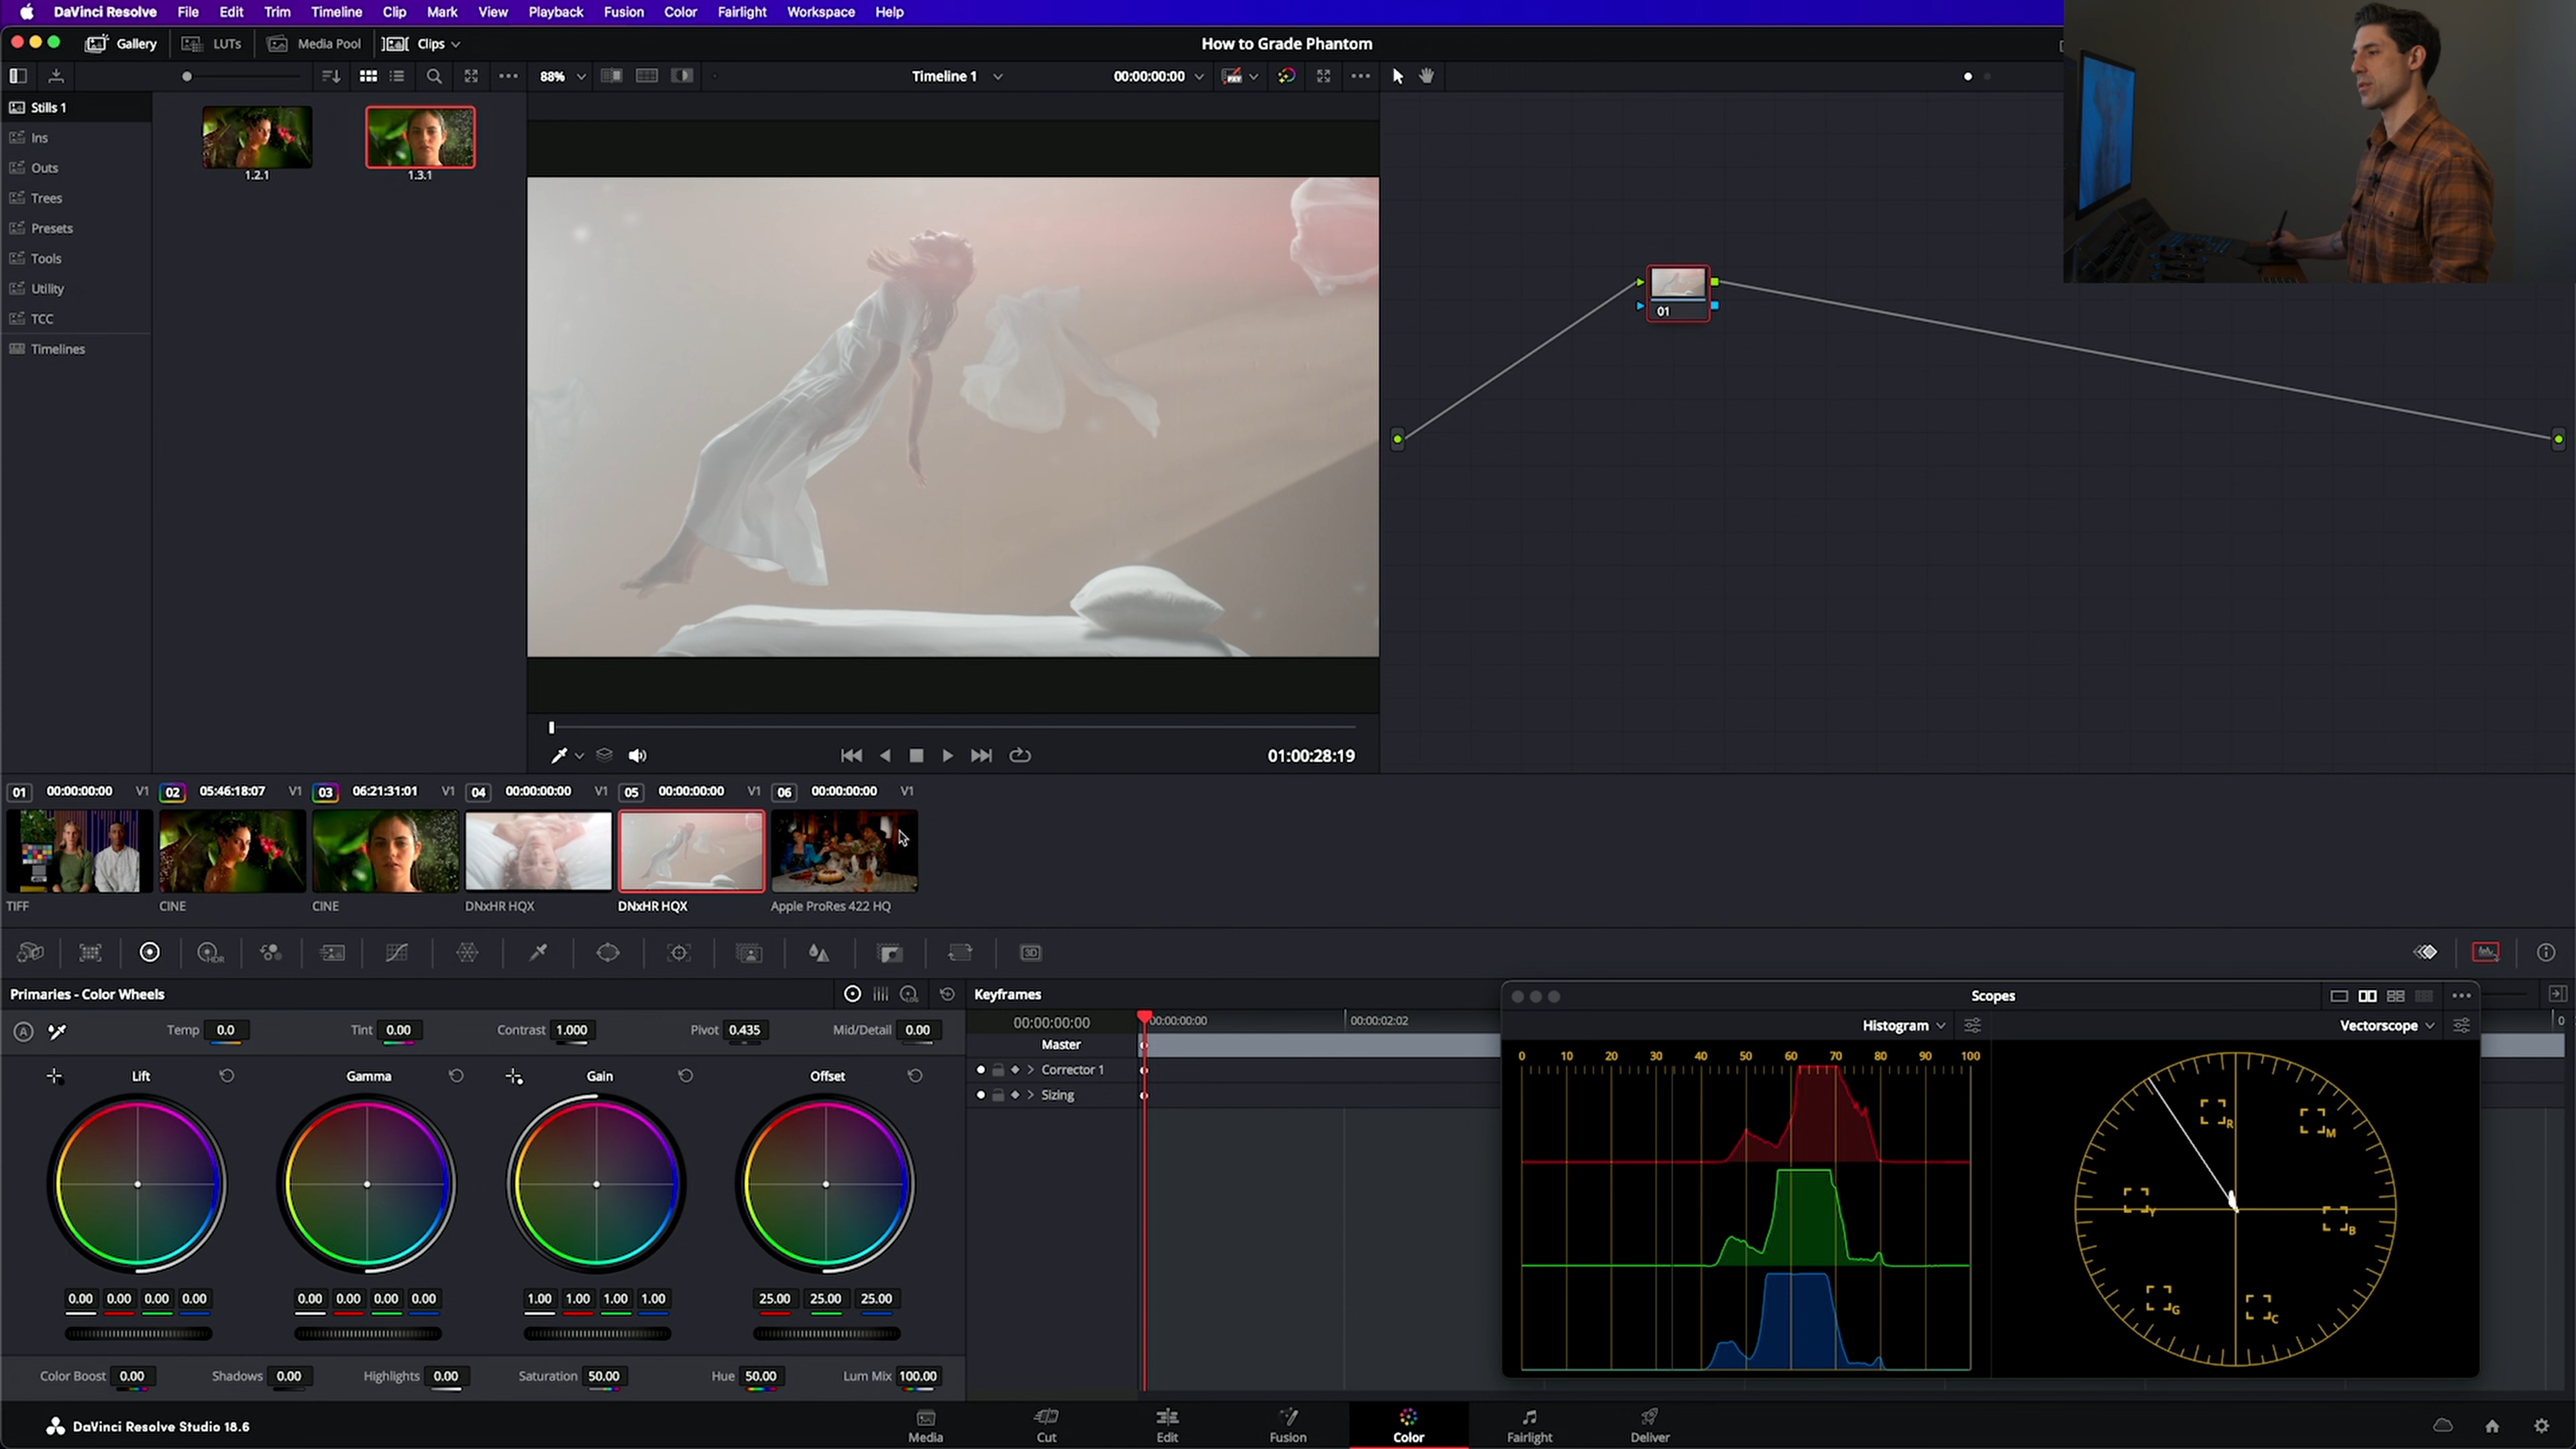 DaVinci Resolve File Edit Trim Timeline Clip Mark View Playback Fusion Color Fairlight Workspace Help
Gallery LUTs Media Pool Clips How to Grade Phantom
88% Timeline 1 00:00:00:00
Stills 1
Ins
Outs
Trees
Presets
Tools
Utility
TCC
Timelines
1.2.1 1.3.1
01
01:00:28:19
01 00:00:00:00 V1 02 05:46:18:07 V1 03 06:21:31:01 V1 04 00:00:00:00 V1 05 00:00:00:00 V1 06 00:00:00:00 V1
TIFF CINE CINE DNxHR HQX DNxHR HQX Apple ProRes 422 HQ
HDR 3D
Primaries - Color Wheels LOG
Temp 0.0 Tint 0.00 Contrast 1.000 Pivot 0.435 Mid/Detail 0.00
A
Lift Gamma Gain Offset
0.00 0.00 0.00 0.00 0.00 0.00 0.00 0.00 1.00 1.00 1.00 1.00 25.00 25.00 25.00
Color Boost 0.00 Shadows 0.00 Highlights 0.00 Saturation 50.00 Hue 50.00 Lum Mix 100.00
Keyframes
00:00:00:00 00:00:00:00 00:00:02:02 0
Master
Corrector 1
Sizing
Scopes
Histogram Vectorscope
0 10 20 30 40 50 60 70 80 90 100
R M
Y B
G C
DaVinci Resolve Studio 18.6
Media Cut Edit Fusion Color Fairlight Deliver